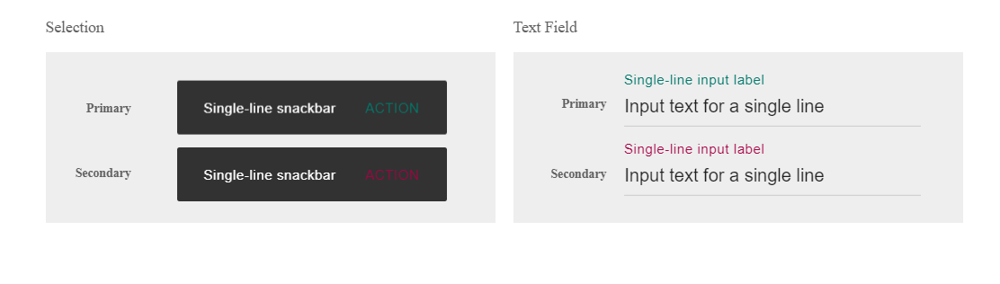 Selection
Primary
Single-line snackbar ACTION
Secondary
Single-line snackbar ACTION
Text Field
Primary
Single-line input label
Input text for a single line
Secondary
Single-line input label
Input text for a single line